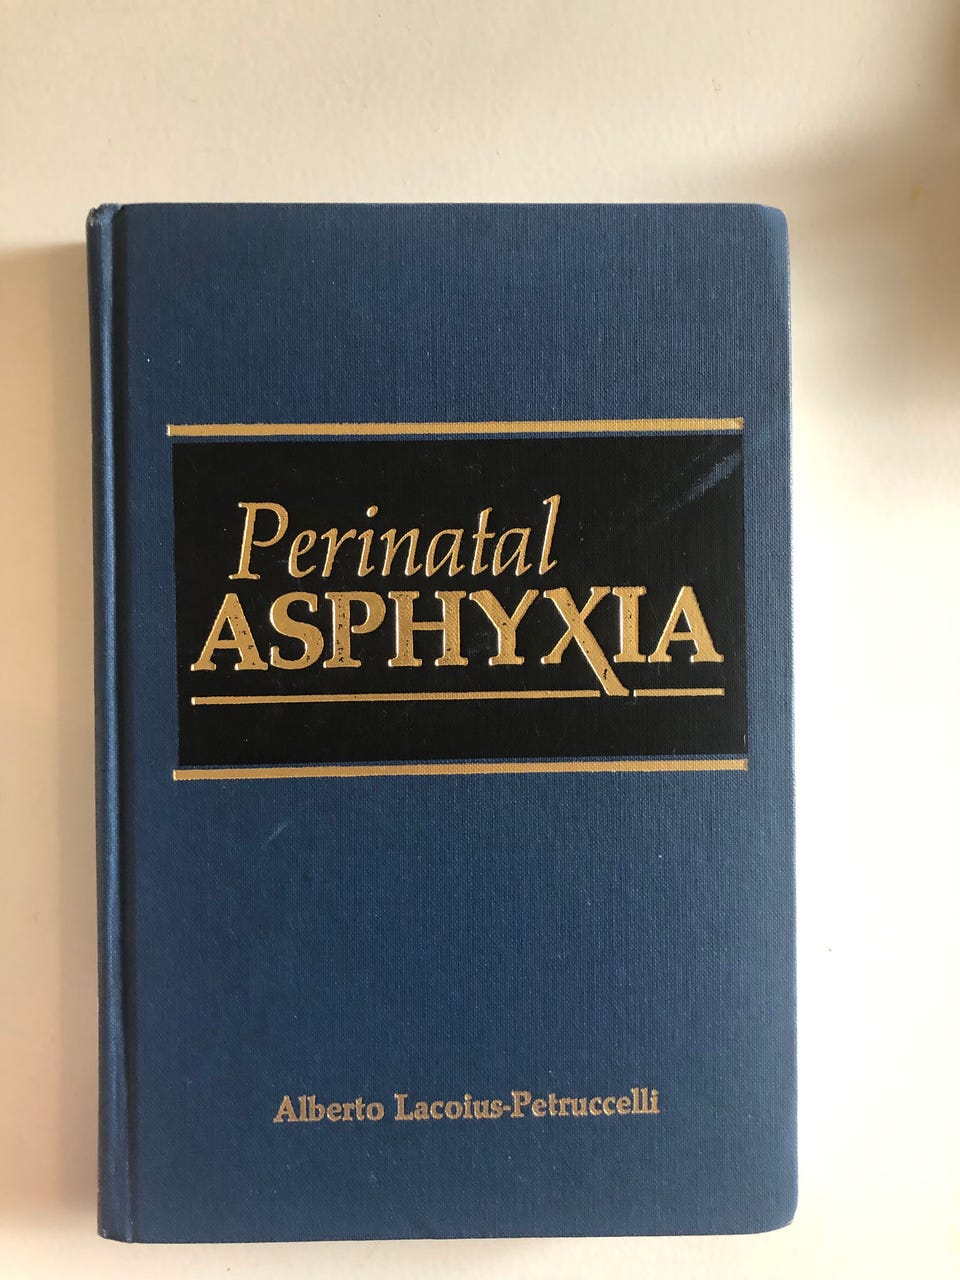 Perinatal
ASPHYXIA
Alberto Lacoius-Petruccelli